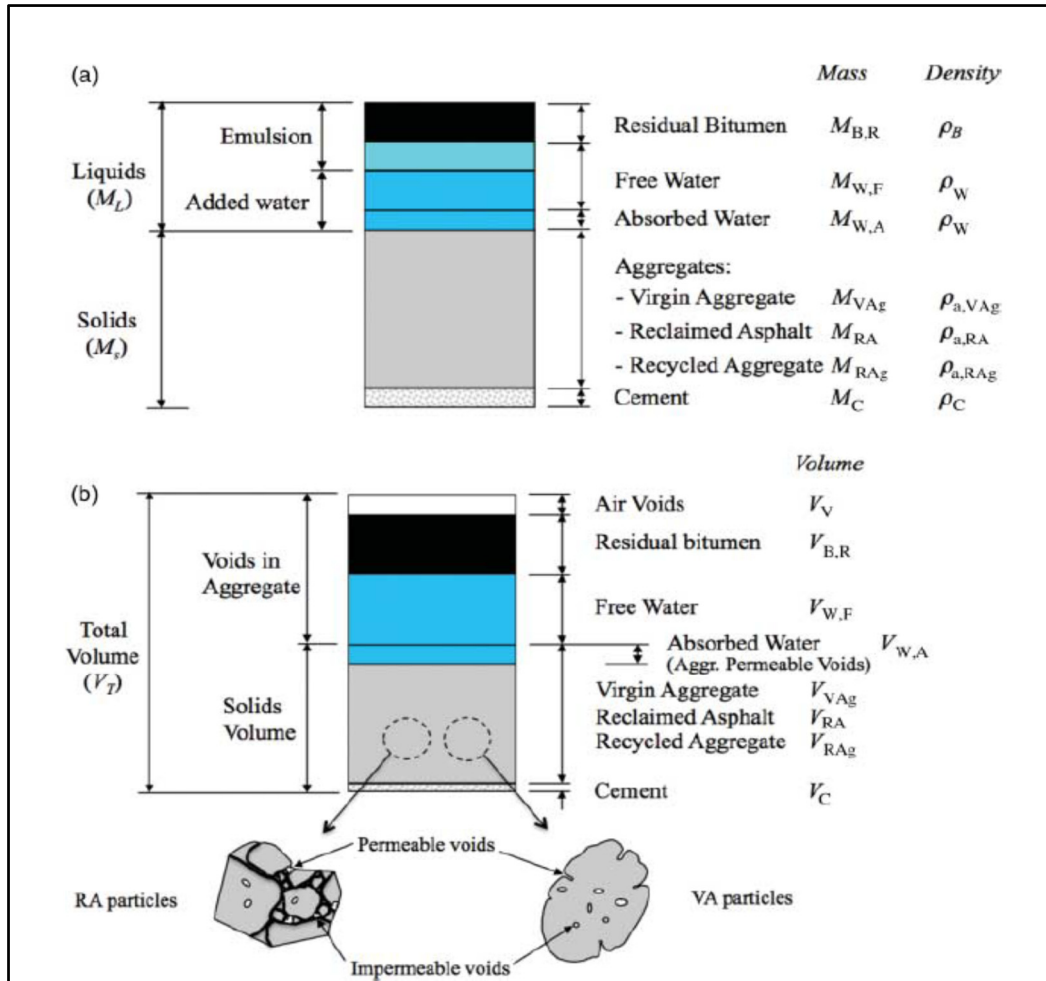 (a)
Mass Density
Residual Bitumen M_B,R ρ_B
Emulsion
Liquids
(M_L)
Free Water M_W,F ρ_W
Added water
Absorbed Water M_W,A ρ_W
Aggregates:
- Virgin Aggregate M_VAg ρ_a,VAg
Solids
(M_s)
- Reclaimed Asphalt M_RA ρ_a,RA
- Recycled Aggregate M_RAg ρ_a,RAg
Cement M_C ρ_C
Volume
(b)
Air Voids V_V
Residual bitumen V_B,R
Voids in
Aggregate
Free Water V_W,F
Total
Volume
(V_T)
Absorbed Water V_W,A
(Aggr. Permeable Voids)
Virgin Aggregate V_VAg
Solids
Volume
Reclaimed Asphalt V_RA
Recycled Aggregate V_RAg
Cement V_C
Permeable voids
RA particles
VA particles
Impermeable voids